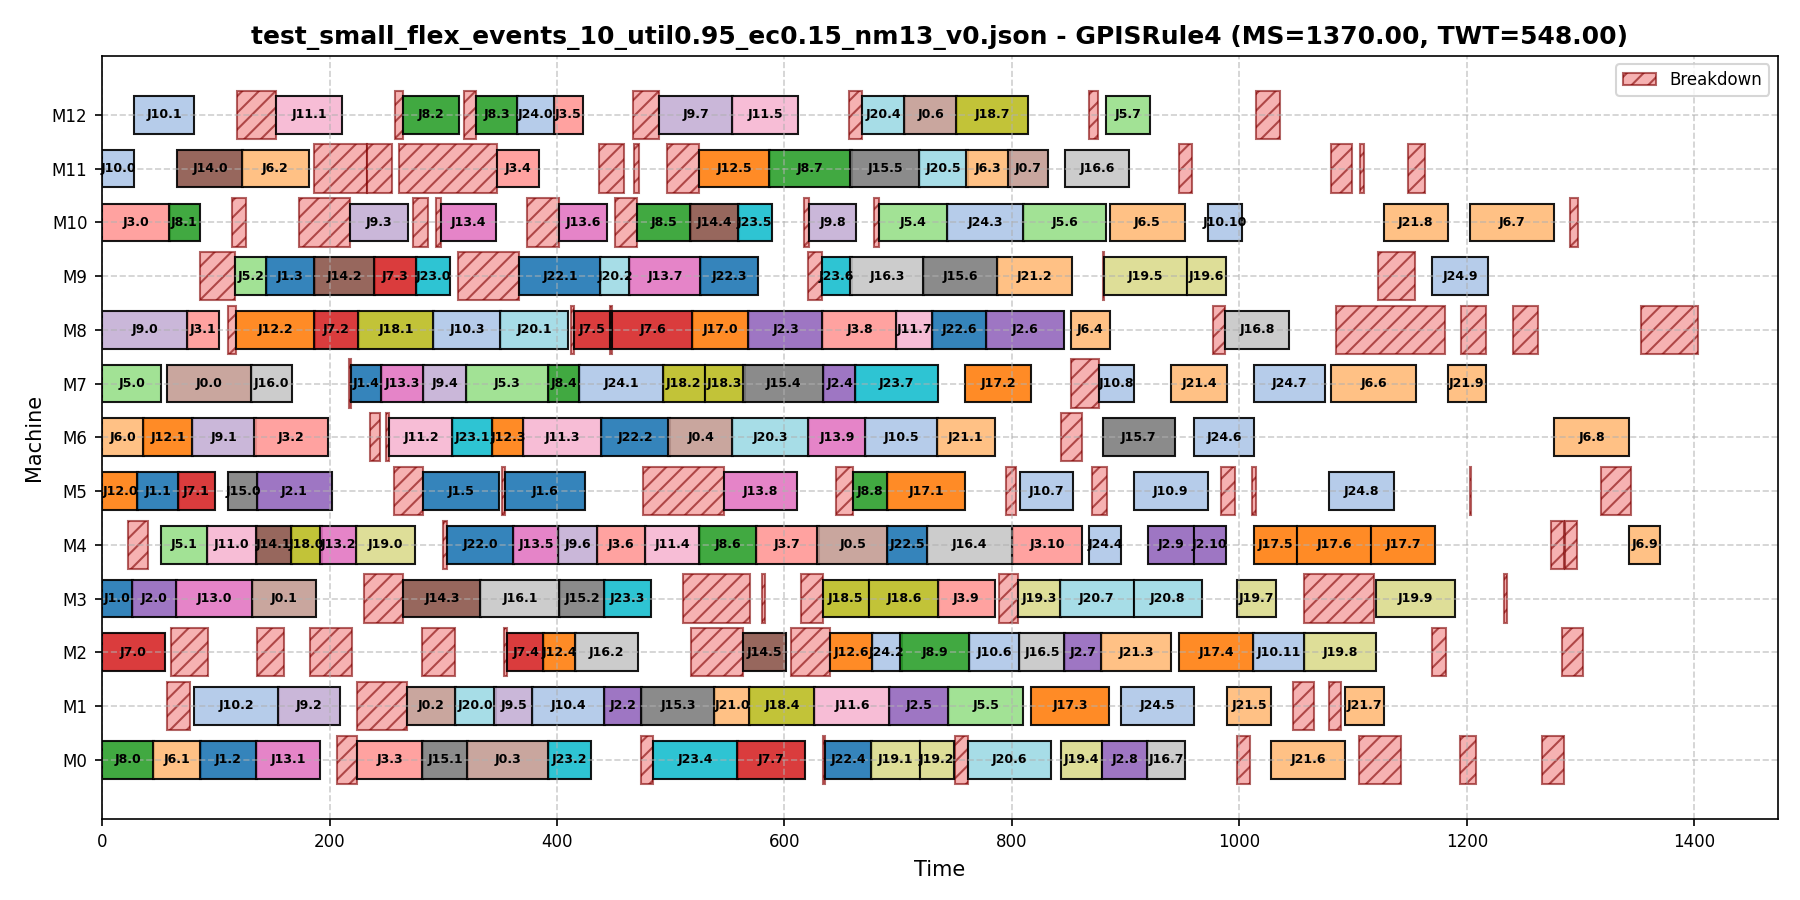 test_small_flex_events_10_util0.95_ec0.15_nm13_v0.json - GPISRule4 (MS=1370.00, TWT=548.00)
Breakdown
M12 J10.1 J11.1 J8.2 J8.3 J24.0 J3.5 J9.7 J11.5 J20.4 J0.6 J18.7 J5.7
M11 J10.0 J14.0 J6.2 J3.4 J12.5 J8.7 J15.5 J20.5 J6.3 J0.7 J16.6
M10 J3.0 J8.1 J9.3 J13.4 J13.6 J8.5 J14.4 J23.5 J9.8 J5.4 J24.3 J5.6 J6.5 J10.10 J21.8 J6.7
M9 J5.2 J1.3 J14.2 J7.3 J23.0 J22.1 J20.2 J13.7 J22.3 J23.6 J16.3 J15.6 J21.2 J19.5 J19.6 J24.9
M8 J9.0 J3.1 J12.2 J7.2 J18.1 J10.3 J20.1 J7.5 J7.6 J17.0 J2.3 J3.8 J11.7 J22.6 J2.6 J6.4 J16.8
M7 J5.0 J0.0 J16.0 J1.4 J13.3 J9.4 J5.3 J8.4 J24.1 J18.2 J18.3 J15.4 J2.4 J23.7 J17.2 J10.8 J21.4 J24.7 J6.6 J21.9
M6 J6.0 J12.1 J9.1 J3.2 J11.2 J23.1 J12.3 J11.3 J22.2 J0.4 J20.3 J13.9 J10.5 J21.1 J15.7 J24.6 J6.8
M5 J12.0 J1.1 J7.1 J15.0 J2.1 J1.5 J1.6 J13.8 J8.8 J17.1 J10.7 J10.9 J24.8
M4 J5.1 J11.0 J14.1 J18.0 J13.2 J19.0 J22.0 J13.5 J9.6 J3.6 J11.4 J8.6 J3.7 J0.5 J22.5 J16.4 J3.10 J24.4 J2.9 J2.10 J17.5 J17.6 J17.7 J6.9
M3 J1.0 J2.0 J13.0 J0.1 J14.3 J16.1 J15.2 J23.3 J18.5 J18.6 J3.9 J19.3 J20.7 J20.8 J19.7 J19.9
M2 J7.0 J7.4 J12.4 J16.2 J14.5 J12.6 J24.2 J8.9 J10.6 J16.5 J2.7 J21.3 J17.4 J10.11 J19.8
M1 J10.2 J9.2 J0.2 J20.0 J9.5 J10.4 J2.2 J15.3 J21.0 J18.4 J11.6 J2.5 J5.5 J17.3 J24.5 J21.5 J21.7
M0 J8.0 J6.1 J1.2 J13.1 J3.3 J15.1 J0.3 J23.2 J23.4 J7.7 J22.4 J19.1 J19.2 J20.6 J19.4 J2.8 J16.7 J21.6
0 200 400 600 800 1000 1200 1400
Time
Machine